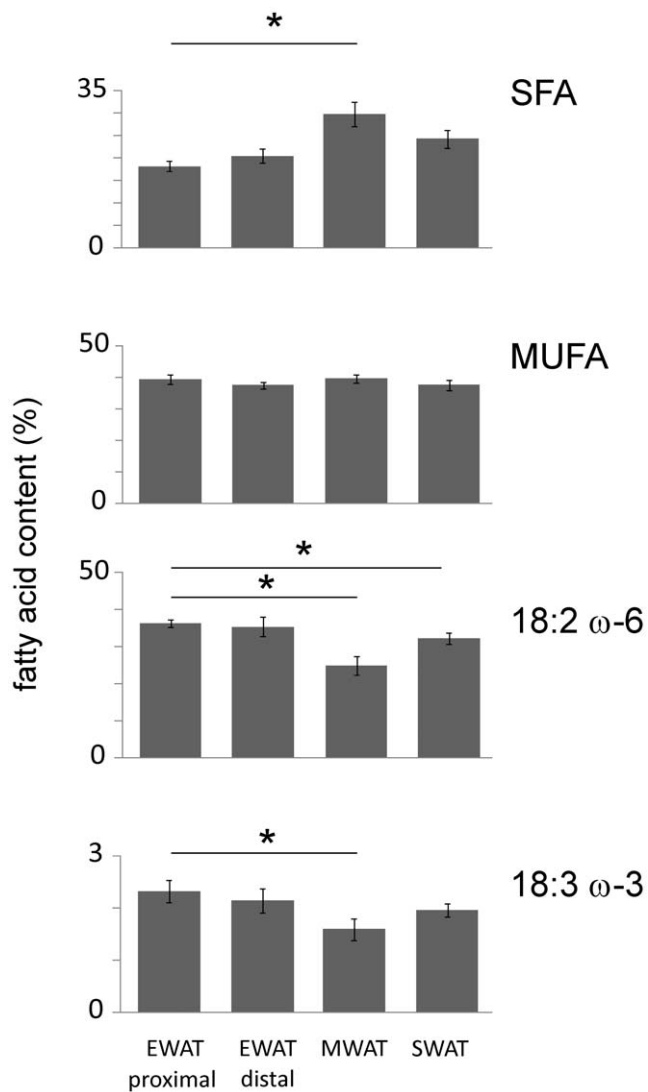 *
35
SFA
0
50
MUFA
0
fatty acid content (%)
*
*
50
18:2 ω-6
0
*
3
18:3 ω-3
0
EWAT proximal
EWAT distal
MWAT
SWAT